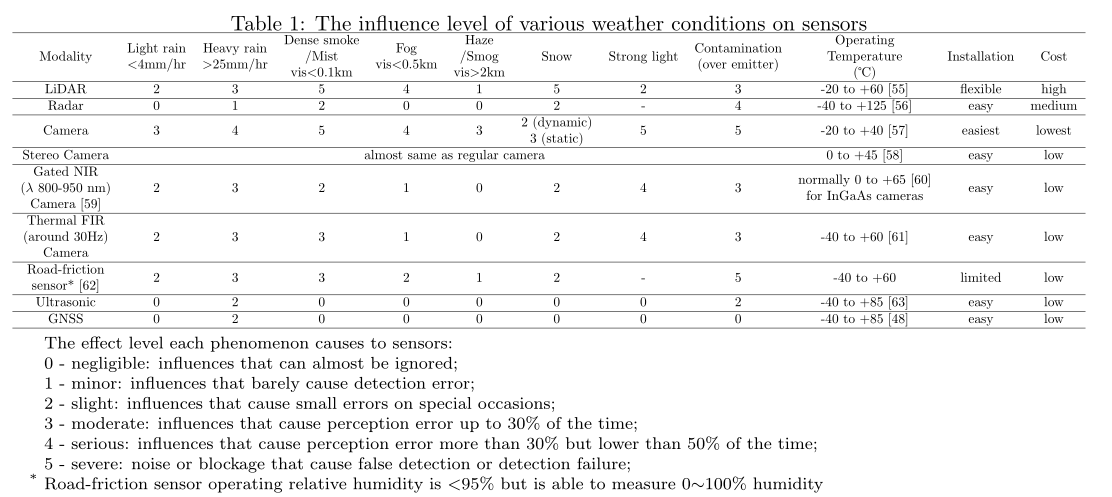 Table 1: The influence level of various weather conditions on sensors
Modality Light rain <4mm/hr Heavy rain >25mm/hr Dense smoke /Mist vis<0.1km Fog vis<0.5km Haze /Smog vis>2km Snow Strong light Contamination (over emitter) Operating Temperature (℃) Installation Cost
LiDAR 2 3 5 4 1 5 2 3 -20 to +60 [55] flexible high
Radar 0 1 2 0 0 2 - 4 -40 to +125 [56] easy medium
Camera 3 4 5 4 3 2 (dynamic) 3 (static) 5 5 -20 to +40 [57] easiest lowest
Stereo Camera almost same as regular camera 0 to +45 [58] easy low
Gated NIR (λ 800-950 nm) Camera [59] 2 3 2 1 0 2 4 3 normally 0 to +65 [60] for InGaAs cameras easy low
Thermal FIR (around 30Hz) Camera 2 3 3 1 0 2 4 3 -40 to +60 [61] easy low
Road-friction sensor* [62] 2 3 3 2 1 2 - 5 -40 to +60 limited low
Ultrasonic 0 2 0 0 0 0 0 2 -40 to +85 [63] easy low
GNSS 0 2 0 0 0 0 0 0 -40 to +85 [48] easy low
The effect level each phenomenon causes to sensors:
0 - negligible: influences that can almost be ignored;
1 - minor: influences that barely cause detection error;
2 - slight: influences that cause small errors on special occasions;
3 - moderate: influences that cause perception error up to 30% of the time;
4 - serious: influences that cause perception error more than 30% but lower than 50% of the time;
5 - severe: noise or blockage that cause false detection or detection failure;
* Road-friction sensor operating relative humidity is <95% but is able to measure 0∼100% humidity